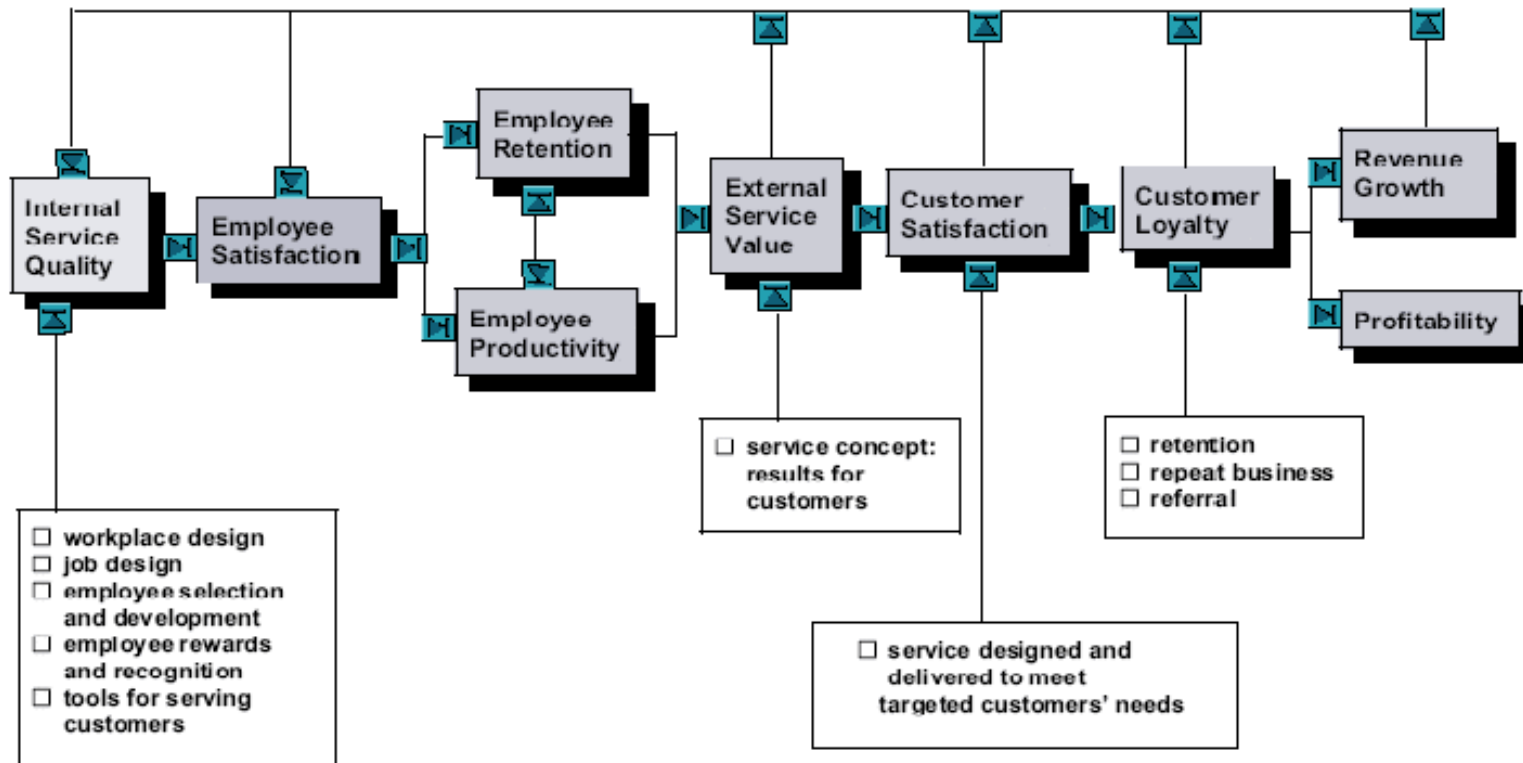 Internal
Service
Quality
Employee
Satisfaction
Employee
Retention
Employee
Productivity
External
Service
Value
Customer
Satisfaction
Customer
Loyalty
Revenue
Growth
Profitability
□ workplace design
□ job design
□ employee selection
and development
□ employee rewards
and recognition
□ tools for serving
customers
□ service concept:
results for
customers
□ service designed and
delivered to meet
targeted customers' needs
□ retention
□ repeat business
□ referral